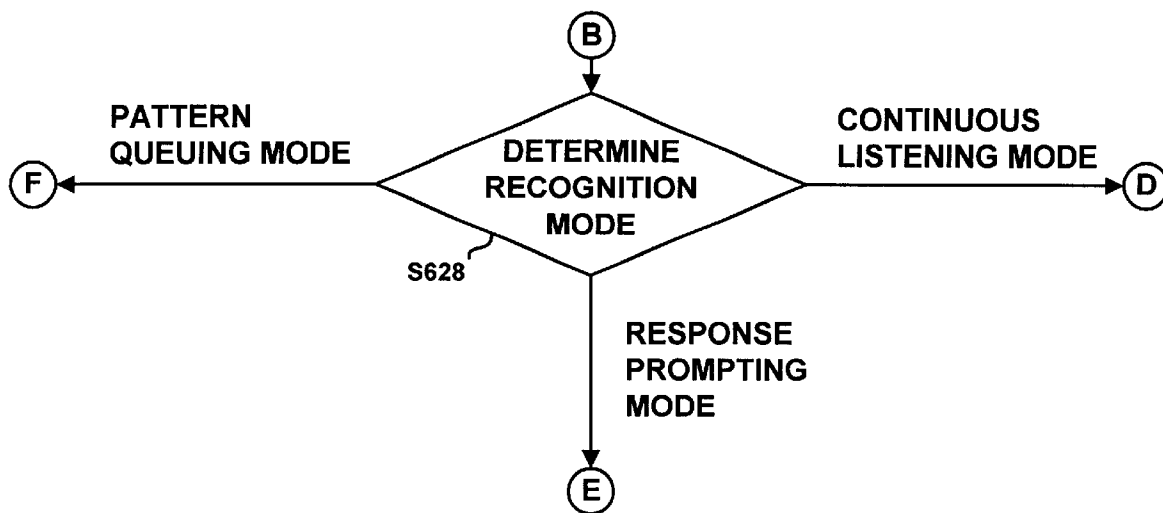 B
PATTERN
QUEUING MODE
CONTINUOUS
LISTENING MODE
DETERMINE
RECOGNITION
MODE
F
D
S628
RESPONSE
PROMPTING
MODE
E